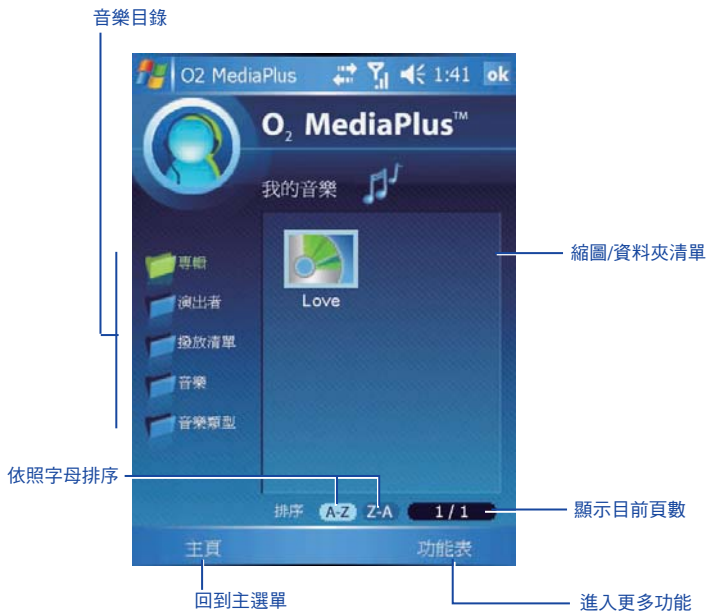 音樂目錄
O2 MediaPlus 1:41 ok
O2 MediaPlus™
我的音樂
縮圖/資料夾清單
專輯
Love
演出者
撥放清單
音樂
音樂類型
依照字母排序
排序 A-Z Z-A 1 / 1
顯示目前頁數
主頁 功能表
回到主選單
進入更多功能